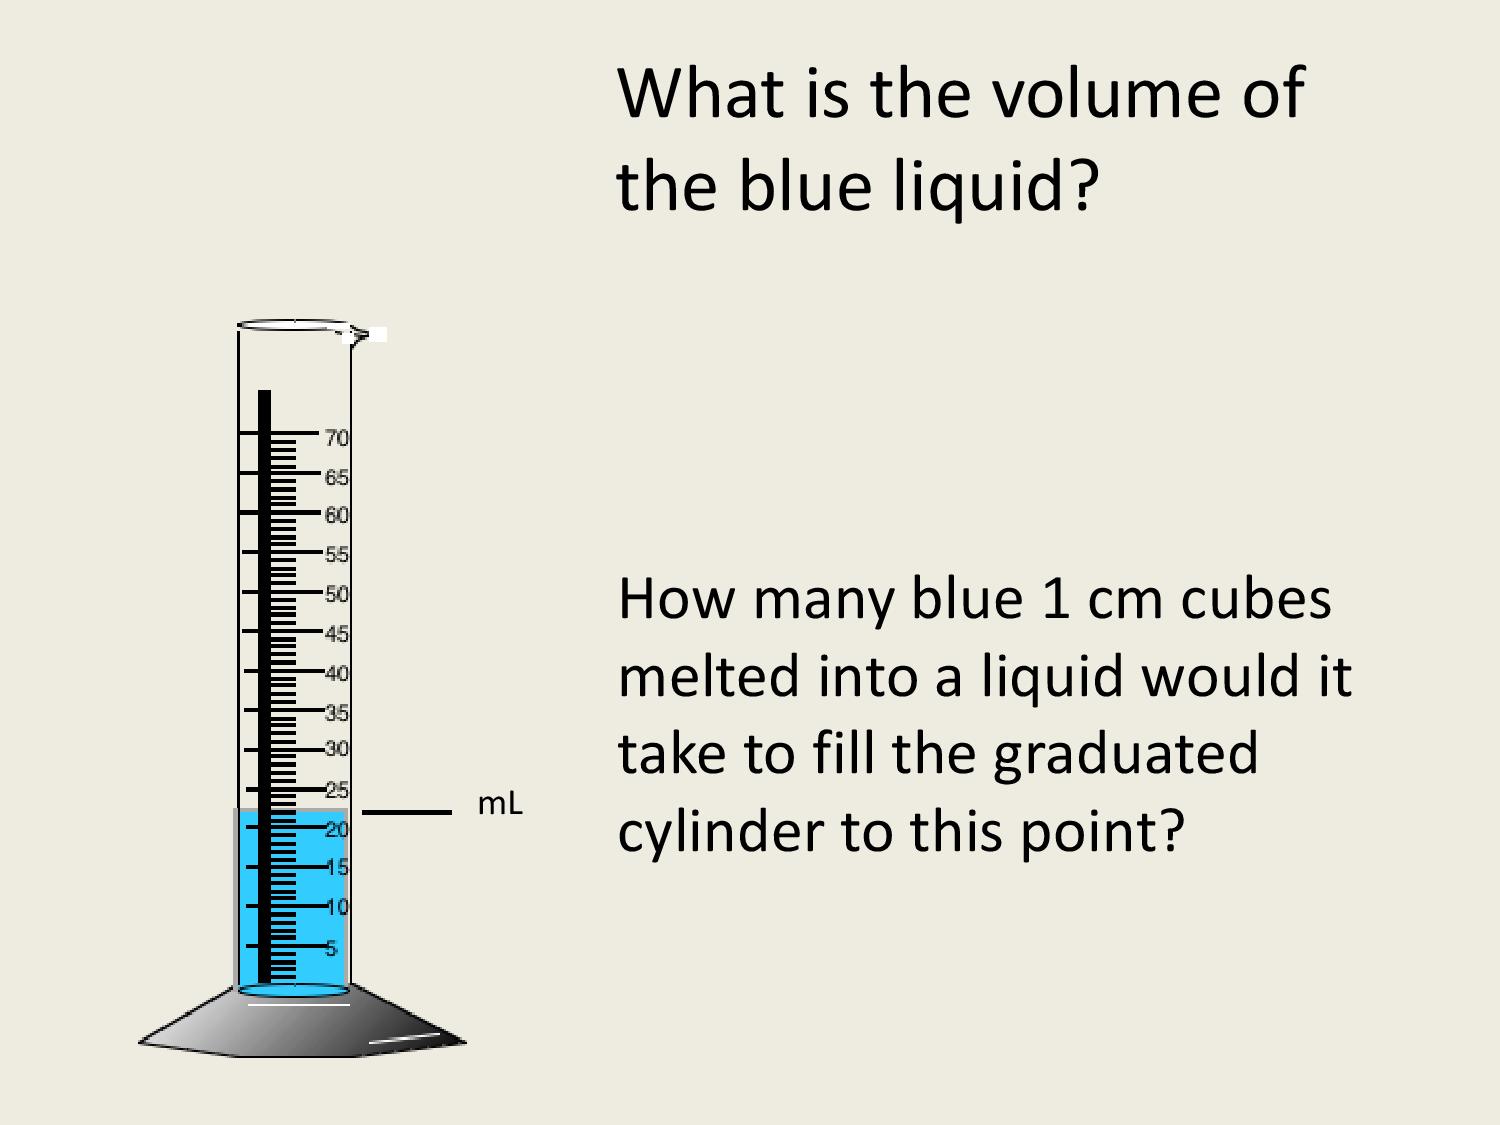 What is the volume of
the blue liquid?
70
65
60
55
50
45
40
35
30
25
mL
20
15
10
5
How many blue 1 cm cubes
melted into a liquid would it
take to fill the graduated
cylinder to this point?